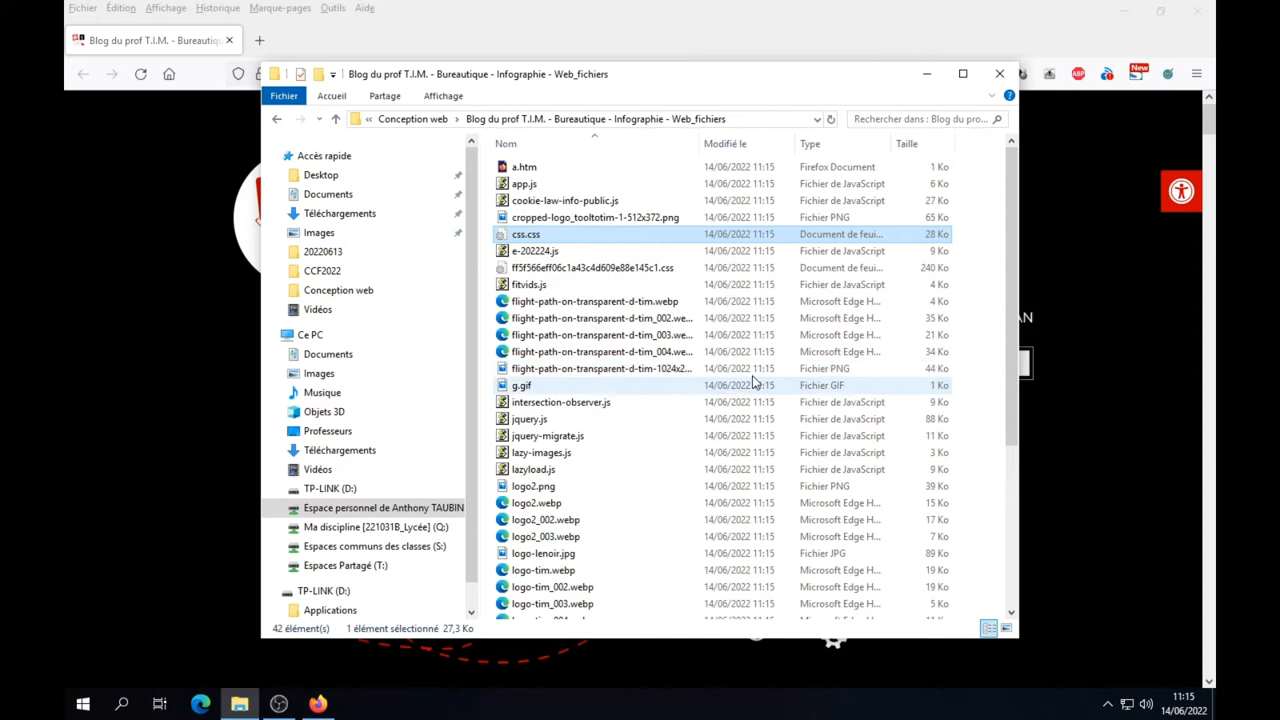 Fichier Édition Affichage Historique Marque-pages Outils Aide
Blog du prof T.I.M. - Bureautique
New
Blog du prof T.I.M. - Bureautique - Infographie - Web_fichiers
Fichier Accueil Partage Affichage
Conception web > Blog du prof T.I.M. - Bureautique - Infographie - Web_fichiers
Rechercher dans : Blog du pro...
Nom Modifié le Type Taille
Accès rapide
Desktop
Documents
Téléchargements
Images
20220613
CCF2022
Conception web
Vidéos
Ce PC
Documents
Images
Musique
Objets 3D
Professeurs
Téléchargements
Vidéos
TP-LINK (D:)
Espace personnel de Anthony TAUBIN
Ma discipline [221031B_Lycée] (Q:)
Espaces communs des classes (S:)
Espaces Partagé (T:)
TP-LINK (D:)
Applications
a.htm 14/06/2022 11:15 Firefox Document 1 Ko
app.js 14/06/2022 11:15 Fichier de JavaScript 6 Ko
cookie-law-info-public.js 14/06/2022 11:15 Fichier de JavaScript 27 Ko
cropped-logo_tooltotim-1-512x372.png 14/06/2022 11:15 Fichier PNG 65 Ko
css.css 14/06/2022 11:15 Document de feui... 28 Ko
e-202224.js 14/06/2022 11:15 Fichier de JavaScript 9 Ko
ff5f566eff06c1a43c4d609e88e145c1.css 14/06/2022 11:15 Document de feui... 240 Ko
fitvids.js 14/06/2022 11:15 Fichier de JavaScript 4 Ko
flight-path-on-transparent-d-tim.webp 14/06/2022 11:15 Microsoft Edge H... 4 Ko
flight-path-on-transparent-d-tim_002.we... 14/06/2022 11:15 Microsoft Edge H... 35 Ko
flight-path-on-transparent-d-tim_003.we... 14/06/2022 11:15 Microsoft Edge H... 21 Ko
flight-path-on-transparent-d-tim_004.we... 14/06/2022 11:15 Microsoft Edge H... 34 Ko
flight-path-on-transparent-d-tim-1024x2... 14/06/2022 11:15 Fichier PNG 44 Ko
g.gif 14/06/2022 11:15 Fichier GIF 1 Ko
intersection-observer.js 14/06/2022 11:15 Fichier de JavaScript 9 Ko
jquery.js 14/06/2022 11:15 Fichier de JavaScript 88 Ko
jquery-migrate.js 14/06/2022 11:15 Fichier de JavaScript 11 Ko
lazy-images.js 14/06/2022 11:15 Fichier de JavaScript 3 Ko
lazyload.js 14/06/2022 11:15 Fichier de JavaScript 9 Ko
logo2.png 14/06/2022 11:15 Fichier PNG 39 Ko
logo2.webp 14/06/2022 11:15 Microsoft Edge H... 15 Ko
logo2_002.webp 14/06/2022 11:15 Microsoft Edge H... 17 Ko
logo2_003.webp 14/06/2022 11:15 Microsoft Edge H... 7 Ko
logo-lenoir.jpg 14/06/2022 11:15 Fichier JPG 89 Ko
logo-tim.webp 14/06/2022 11:15 Microsoft Edge H... 19 Ko
logo-tim_002.webp 14/06/2022 11:15 Microsoft Edge H... 19 Ko
logo-tim_003.webp 14/06/2022 11:15 Microsoft Edge H... 5 Ko
42 élément(s) 1 élément sélectionné 27,3 Ko
AN
ABP
11:15
14/06/2022